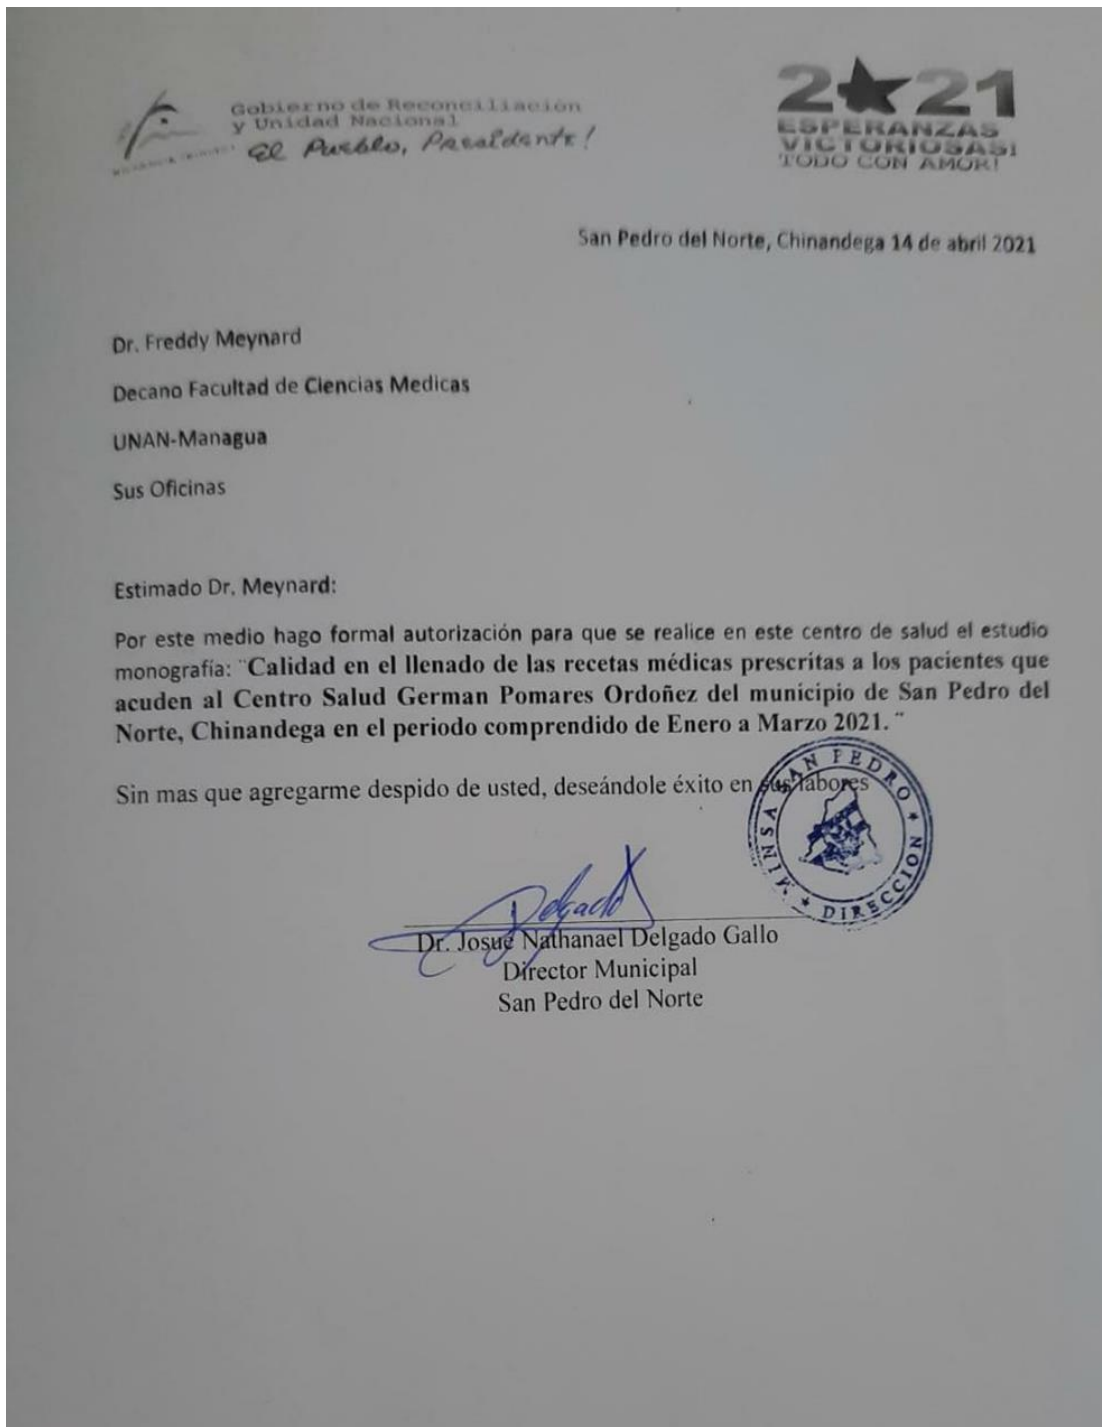 Gobierno de Reconciliación
y Unidad Nacional
El Pueblo, Presidente!
2021
ESPERANZAS
VICTORIOSAS!
TODO CON AMOR!
San Pedro del Norte, Chinandega 14 de abril 2021
Dr. Freddy Meynard
Decano Facultad de Ciencias Medicas
UNAN-Managua
Sus Oficinas
Estimado Dr. Meynard:
Por este medio hago formal autorización para que se realice en este centro de salud el estudio
monografía: ¨Calidad en el llenado de las recetas médicas prescritas a los pacientes que
acuden al Centro Salud German Pomares Ordoñez del municipio de San Pedro del
Norte, Chinandega en el periodo comprendido de Enero a Marzo 2021.¨
Sin mas que agregarme despido de usted, deseándole éxito en sus labores
MINSA SAN PEDRO * DIRECCION *
Delgado
Dr. Josué Nathanael Delgado Gallo
Director Municipal
San Pedro del Norte